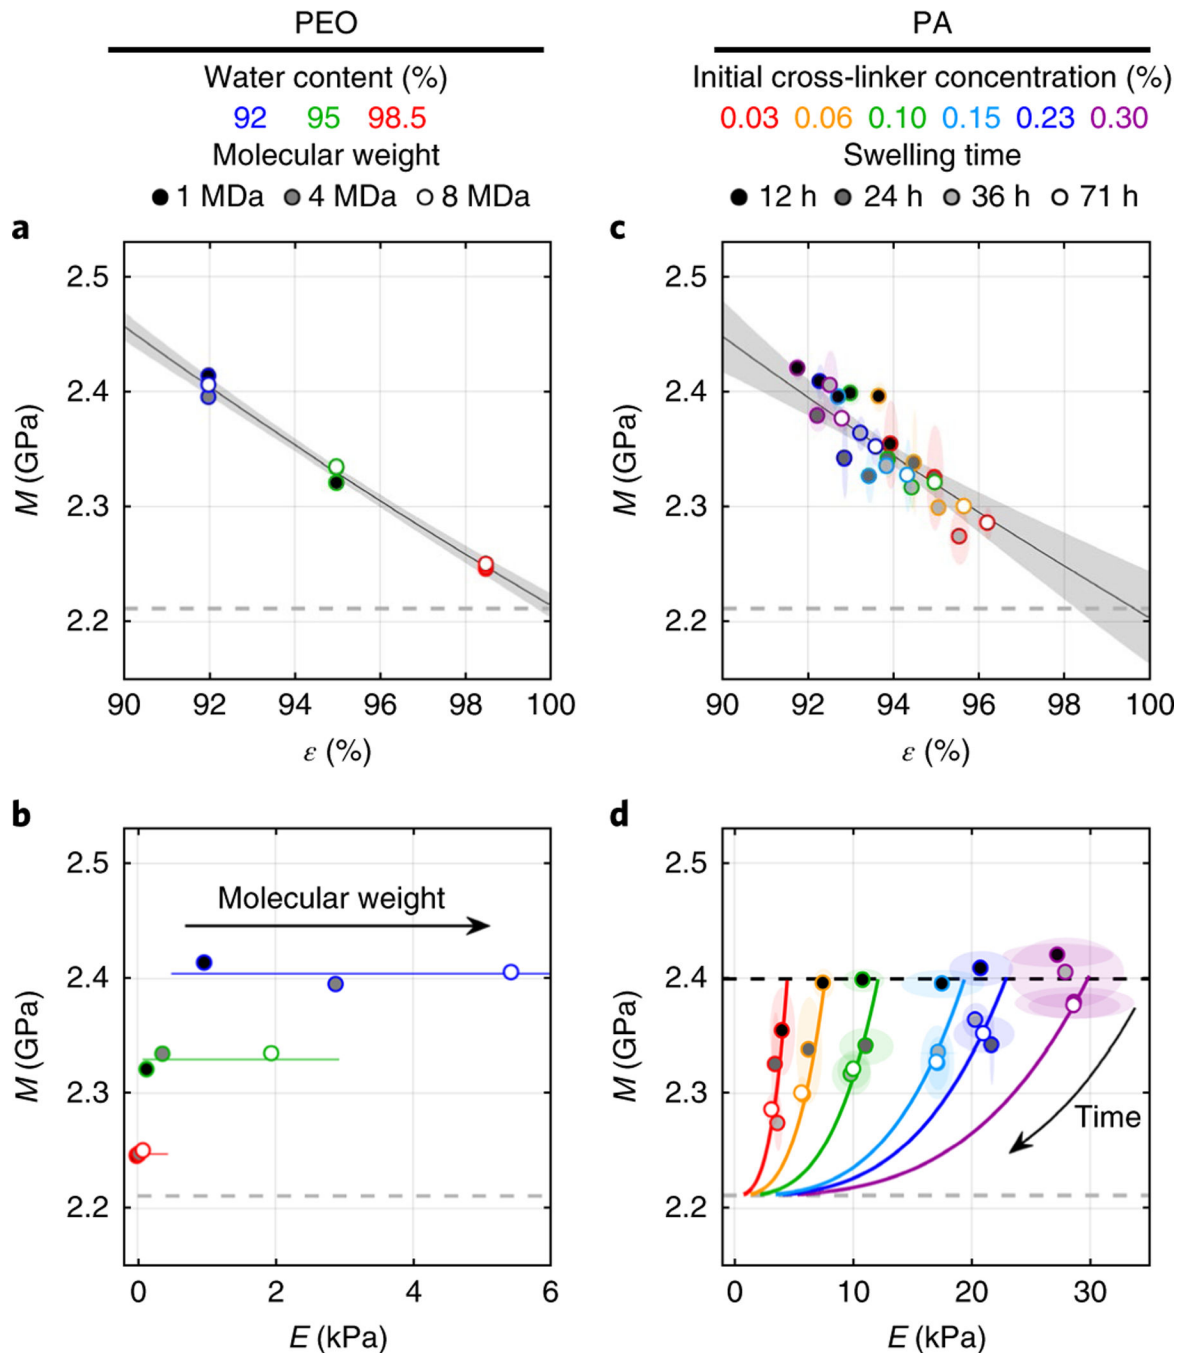 PEO
Water content (%)
92 95 98.5
Molecular weight
1 MDa 4 MDa 8 MDa
PA
Initial cross-linker concentration (%)
0.03 0.06 0.10 0.15 0.23 0.30
Swelling time
12 h 24 h 36 h 71 h
a
2.5
2.4
2.3
2.2
M (GPa)
90 92 94 96 98 100
ε (%)
c
2.5
2.4
2.3
2.2
M (GPa)
90 92 94 96 98 100
ε (%)
b
2.5
2.4
2.3
2.2
M (GPa)
Molecular weight
0 2 4 6
E (kPa)
d
2.5
2.4
2.3
2.2
M (GPa)
Time
0 10 20 30
E (kPa)